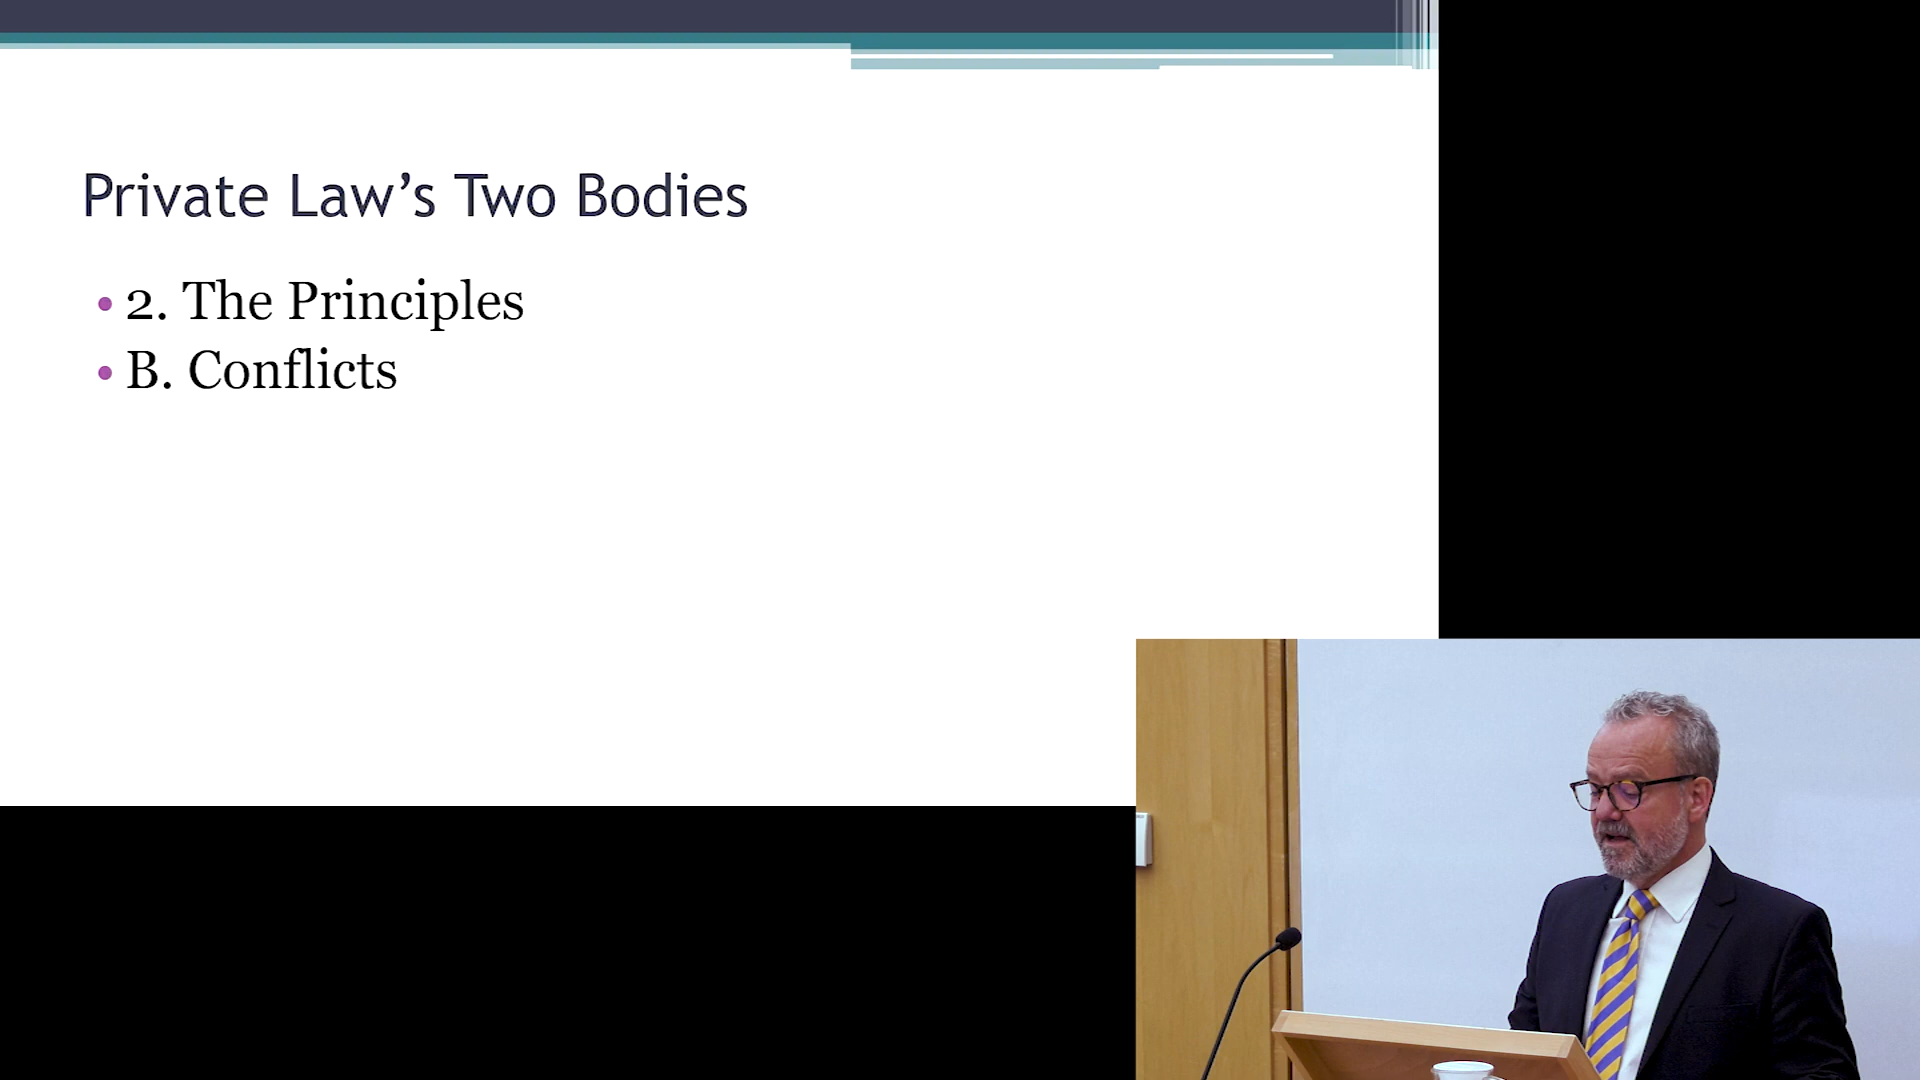 Private Law’s Two Bodies
• 2. The Principles
• B. Conflicts